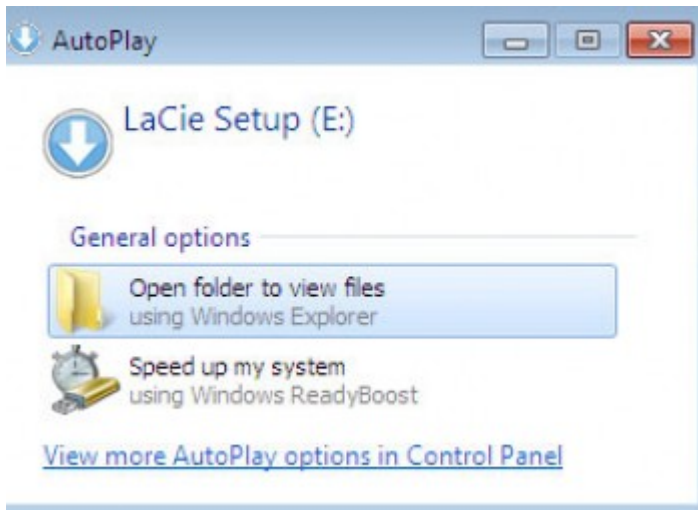 AutoPlay
LaCie Setup (E:)
General options
Open folder to view files
using Windows Explorer
Speed up my system
using Windows ReadyBoost
View more AutoPlay options in Control Panel